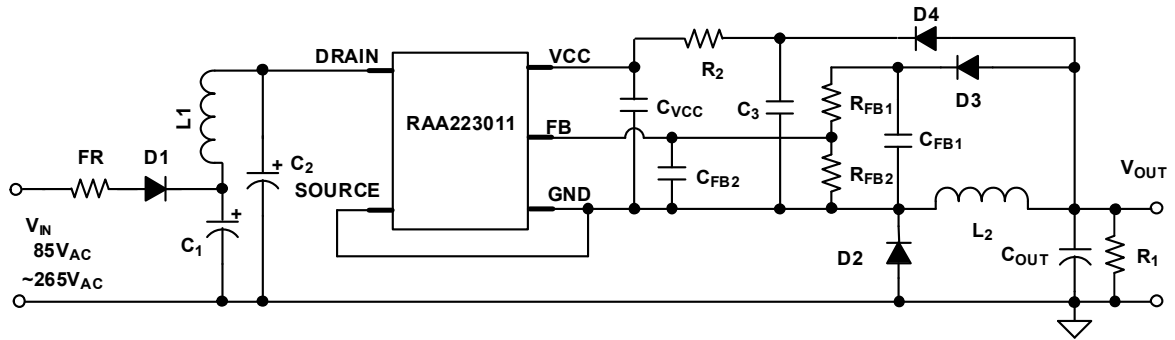 D4
DRAIN
VCC
R2
D3
L1
RAA223011
CVCC
C3
RFB1
FB
CFB1
FR
D1
C2
CFB2
RFB2
SOURCE
GND
VOUT
VIN
85VAC
~265VAC
C1
L2
D2
COUT
R1
+
+